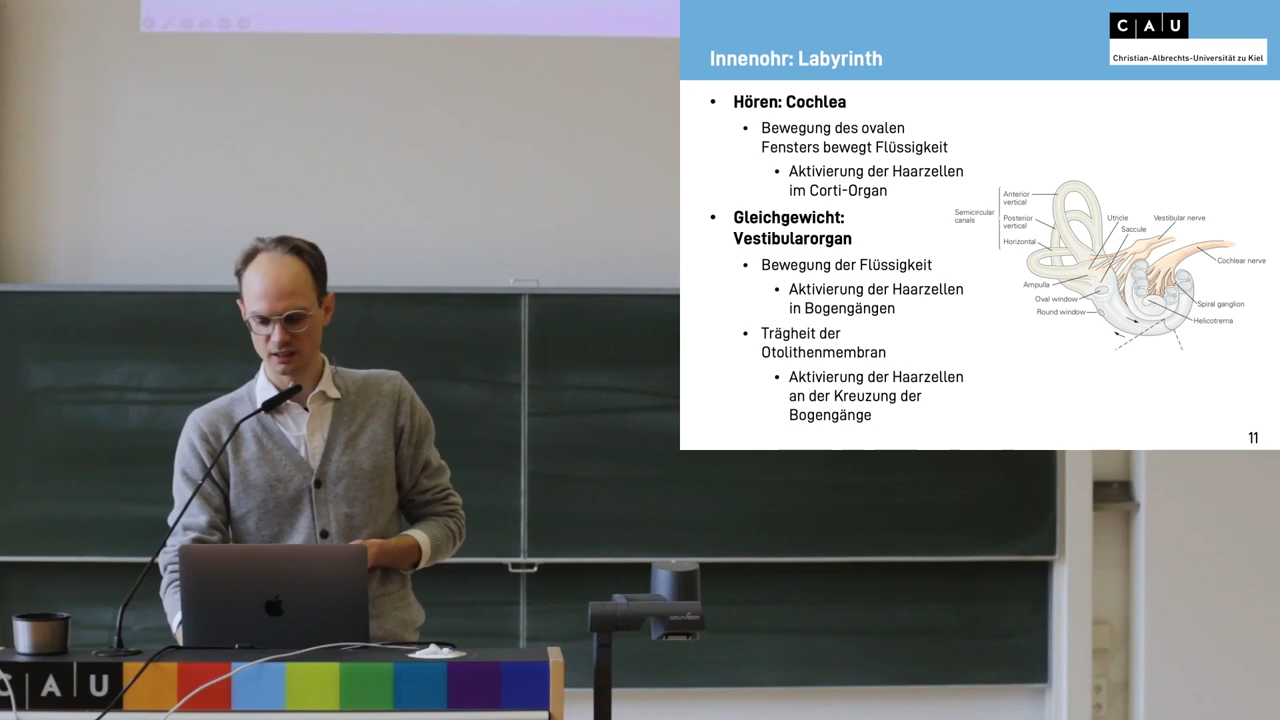 Innenohr: Labyrinth
C A U
Christian-Albrechts-Universität zu Kiel
• Hören: Cochlea
• Bewegung des ovalen
Fensters bewegt Flüssigkeit
• Aktivierung der Haarzellen
im Corti-Organ
• Gleichgewicht:
Vestibularorgan
• Bewegung der Flüssigkeit
• Aktivierung der Haarzellen
in Bogengängen
• Trägheit der
Otolithenmembran
• Aktivierung der Haarzellen
an der Kreuzung der
Bogengänge
Semicircular
canals
Anterior
vertical
Posterior
vertical
Horizontal
Ampulla
Oval window
Round window
Utricle
Saccule
Vestibular nerve
Cochlear nerve
Spiral ganglion
Helicotrema
11
C A U